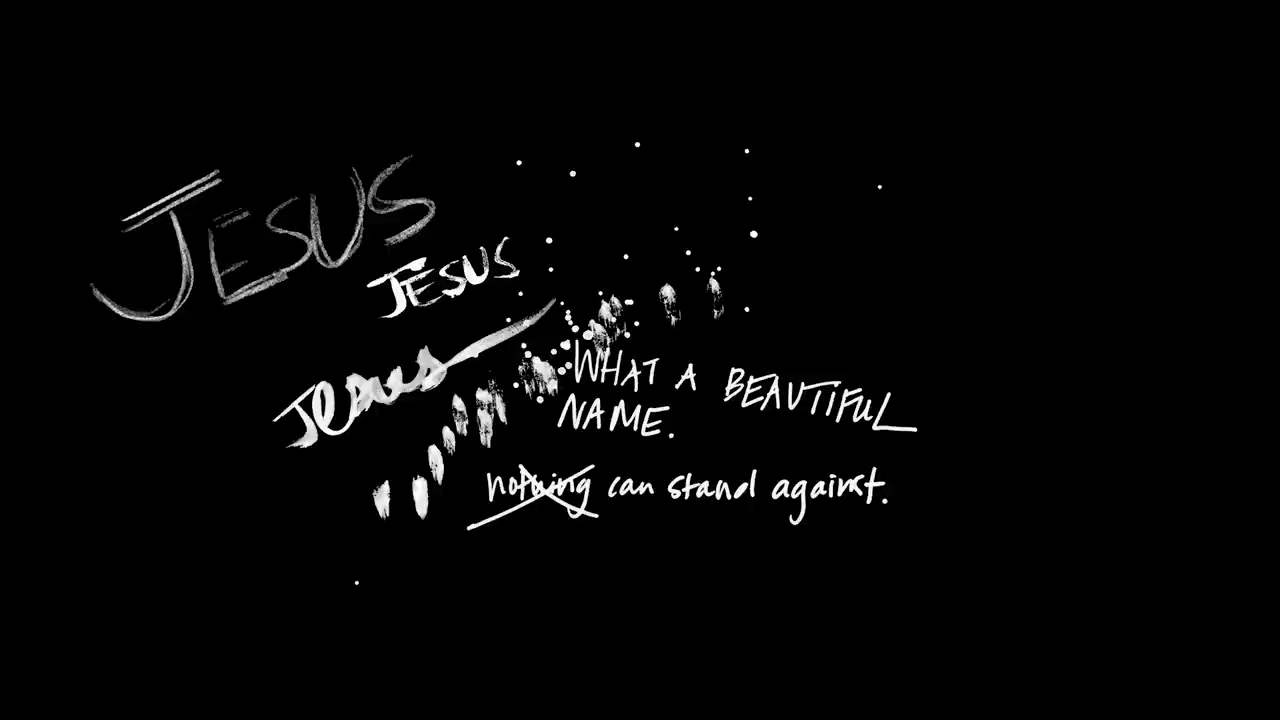 JESUS
JESUS
Jesus
WHAT A BEAUTIFUL
NAME.
nothing can stand against.